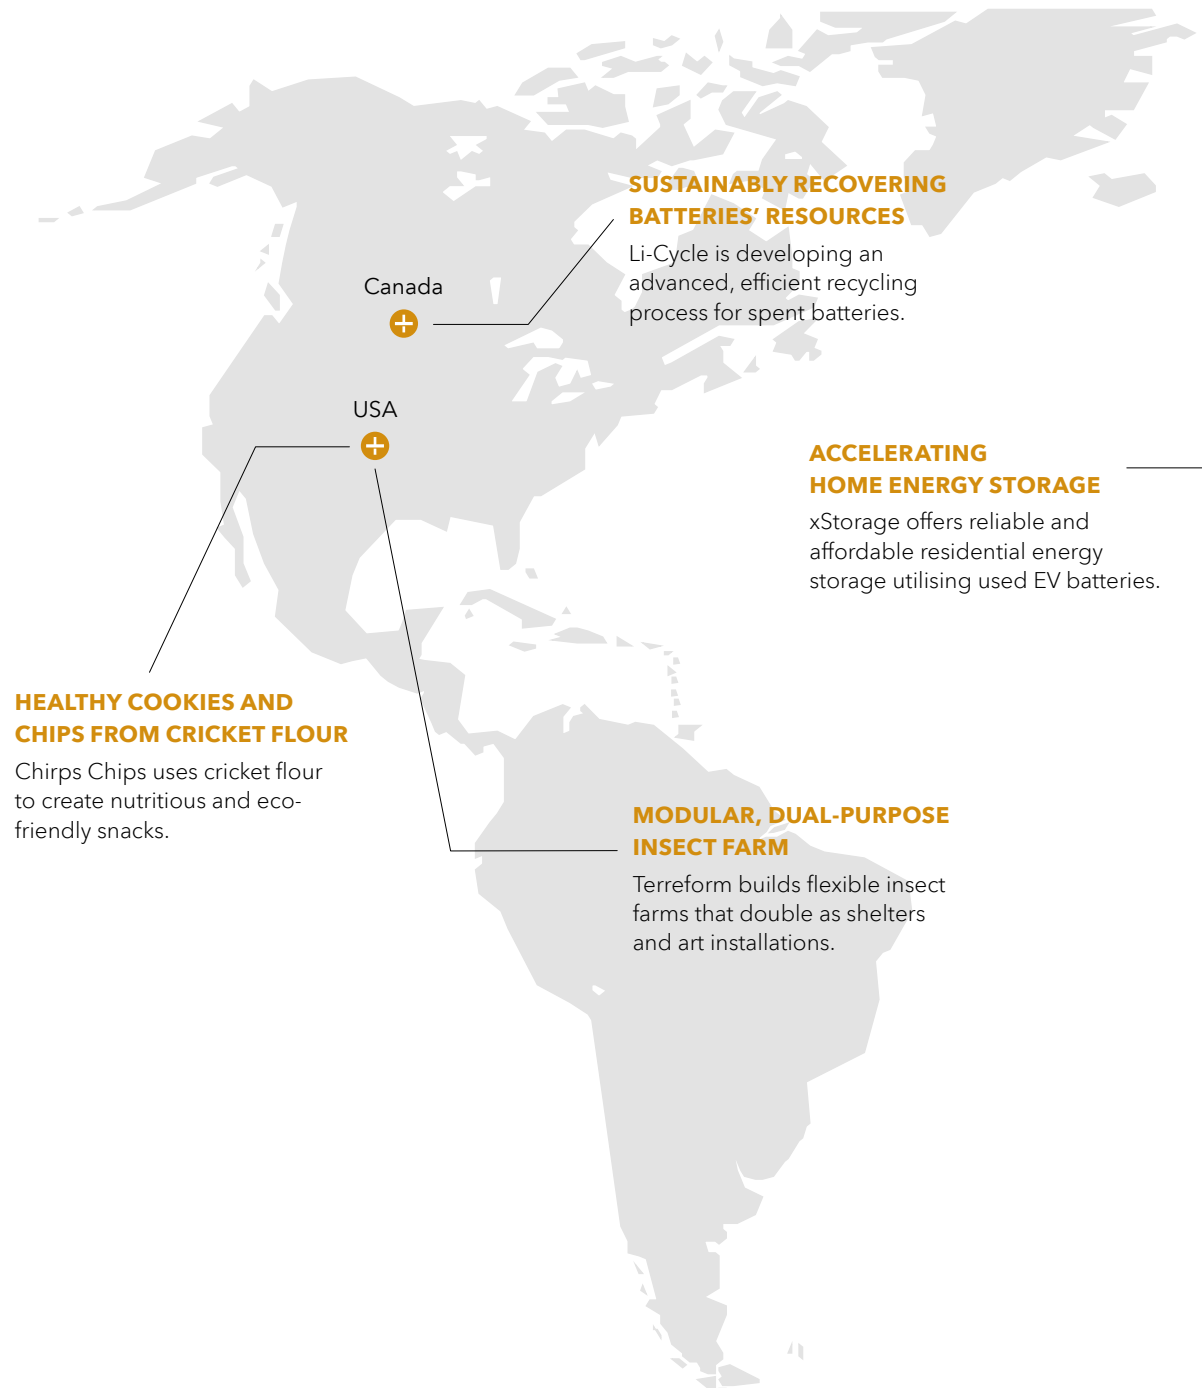 SUSTAINABLY RECOVERING
BATTERIES’ RESOURCES
Li-Cycle is developing an
advanced, efficient recycling
process for spent batteries.
Canada
USA
ACCELERATING
HOME ENERGY STORAGE
xStorage offers reliable and
affordable residential energy
storage utilising used EV batteries.
HEALTHY COOKIES AND
CHIPS FROM CRICKET FLOUR
Chirps Chips uses cricket flour
to create nutritious and eco-
friendly snacks.
MODULAR, DUAL-PURPOSE
INSECT FARM
Terreform builds flexible insect
farms that double as shelters
and art installations.